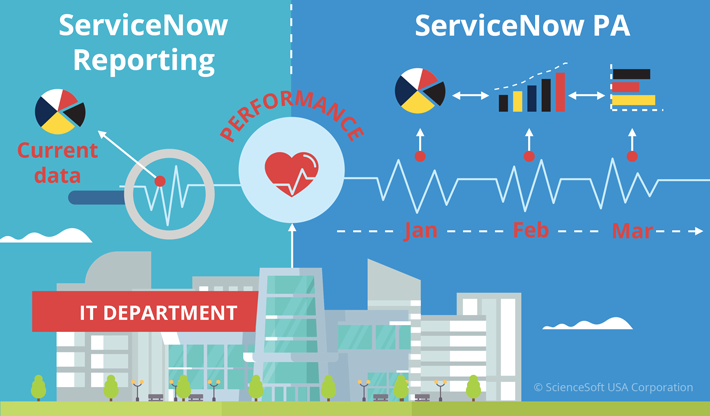 ServiceNow
Reporting
ServiceNow PA
PERFORMANCE
Current
data
Jan
Feb
Mar
IT DEPARTMENT
© ScienceSoft USA Corporation